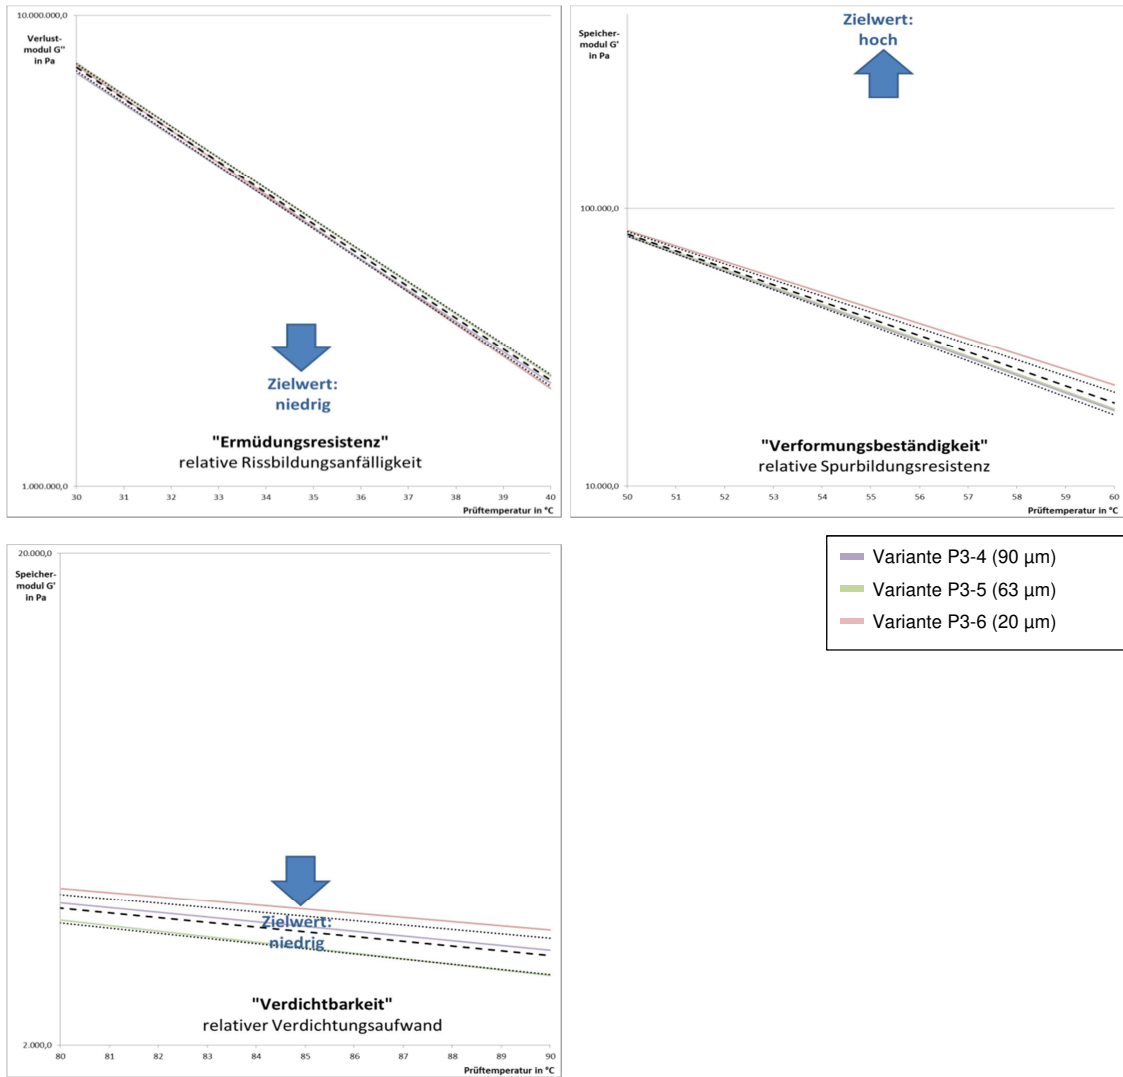 10.000.000,0
Verlust-
modul G''
in Pa
Zielwert:
niedrig
"Ermüdungsresistenz"
relative Rissbildungsanfälligkeit
1.000.000,0
30 31 32 33 34 35 36 37 38 39 40
Prüftemperatur in °C
Speicher-
modul G'
in Pa
Zielwert:
hoch
100.000,0
"Verformungsbeständigkeit"
relative Spurbildungsresistenz
10.000,0
50 51 52 53 54 55 56 57 58 59 60
Prüftemperatur in °C
20.000,0
Speicher-
modul G'
in Pa
Zielwert:
niedrig
"Verdichtbarkeit"
relativer Verdichtungsaufwand
2.000,0
80 81 82 83 84 85 86 87 88 89 90
Prüftemperatur in °C
Variante P3-4 (90 µm)
Variante P3-5 (63 µm)
Variante P3-6 (20 µm)